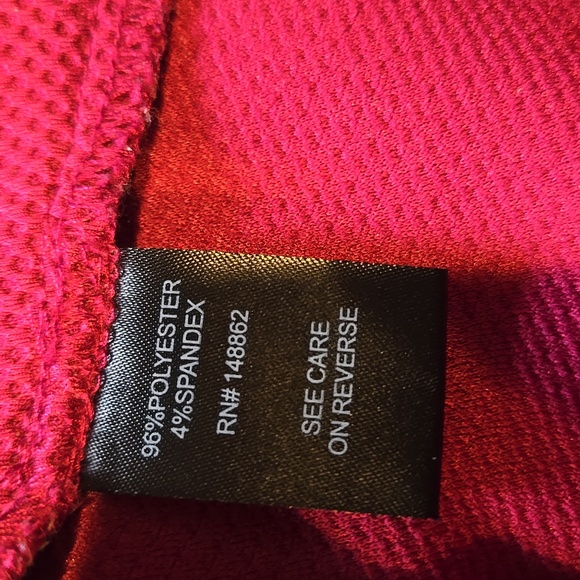 96%POLYESTER
4%SPANDEX
RN# 148862
SEE CARE
ON REVERSE